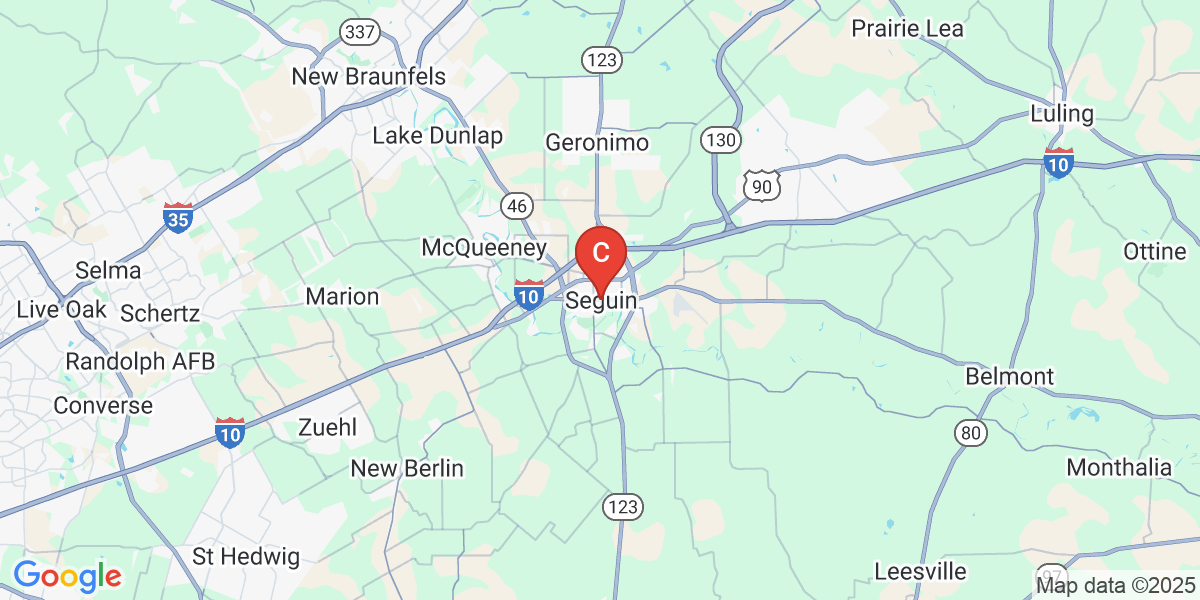 Prairie Lea
337
123
New Braunfels
Luling
Lake Dunlap
Geronimo
130
10
90
46
35
McQueeney
C
Ottine
Selma
Marion
10
Seguin
Live Oak
Schertz
Randolph AFB
Belmont
Converse
Zuehl
10
80
New Berlin
Monthalia
123
St Hedwig
Leesville
Google
97
Map data ©2025